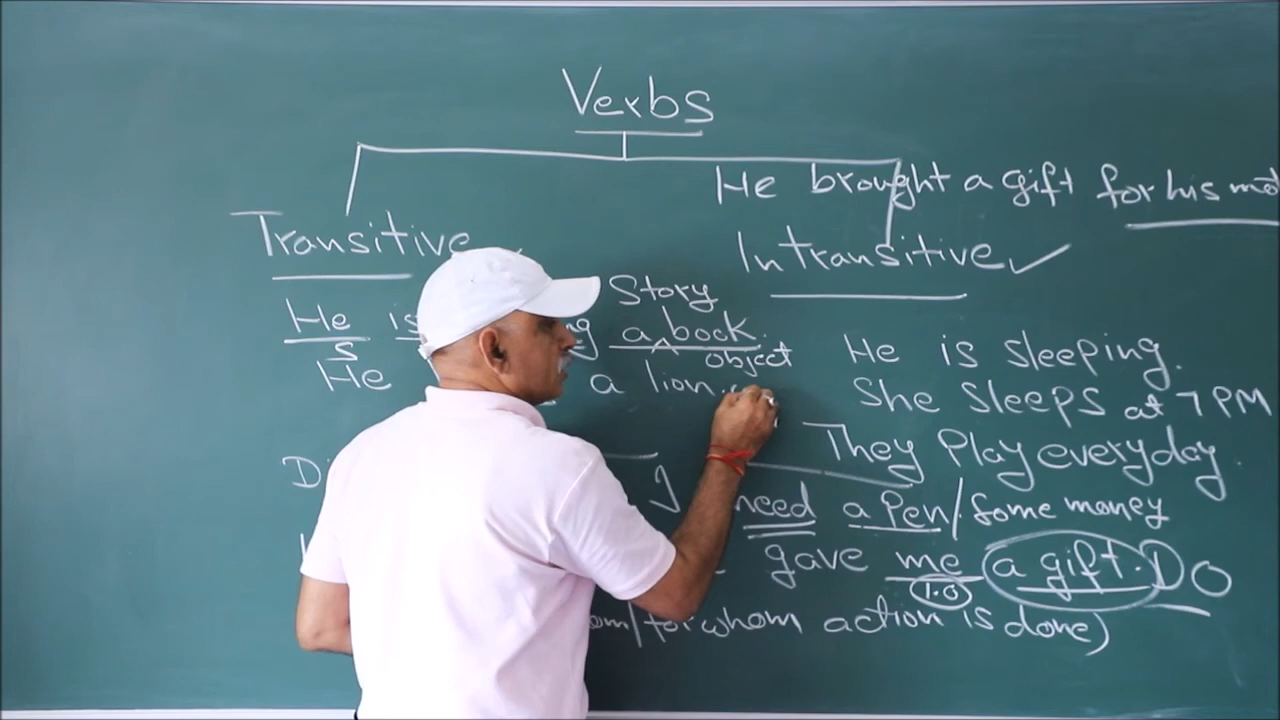 Verbs
He brought a gift for his mot
Transitive
Intransitive
Story
He is a book.
S
object
He a lion.
He is sleeping.
She sleeps at 7 PM
They Play everyday.
I need a Pen/Some money
gave me a gift. DO
I.O
om/for whom action is done)